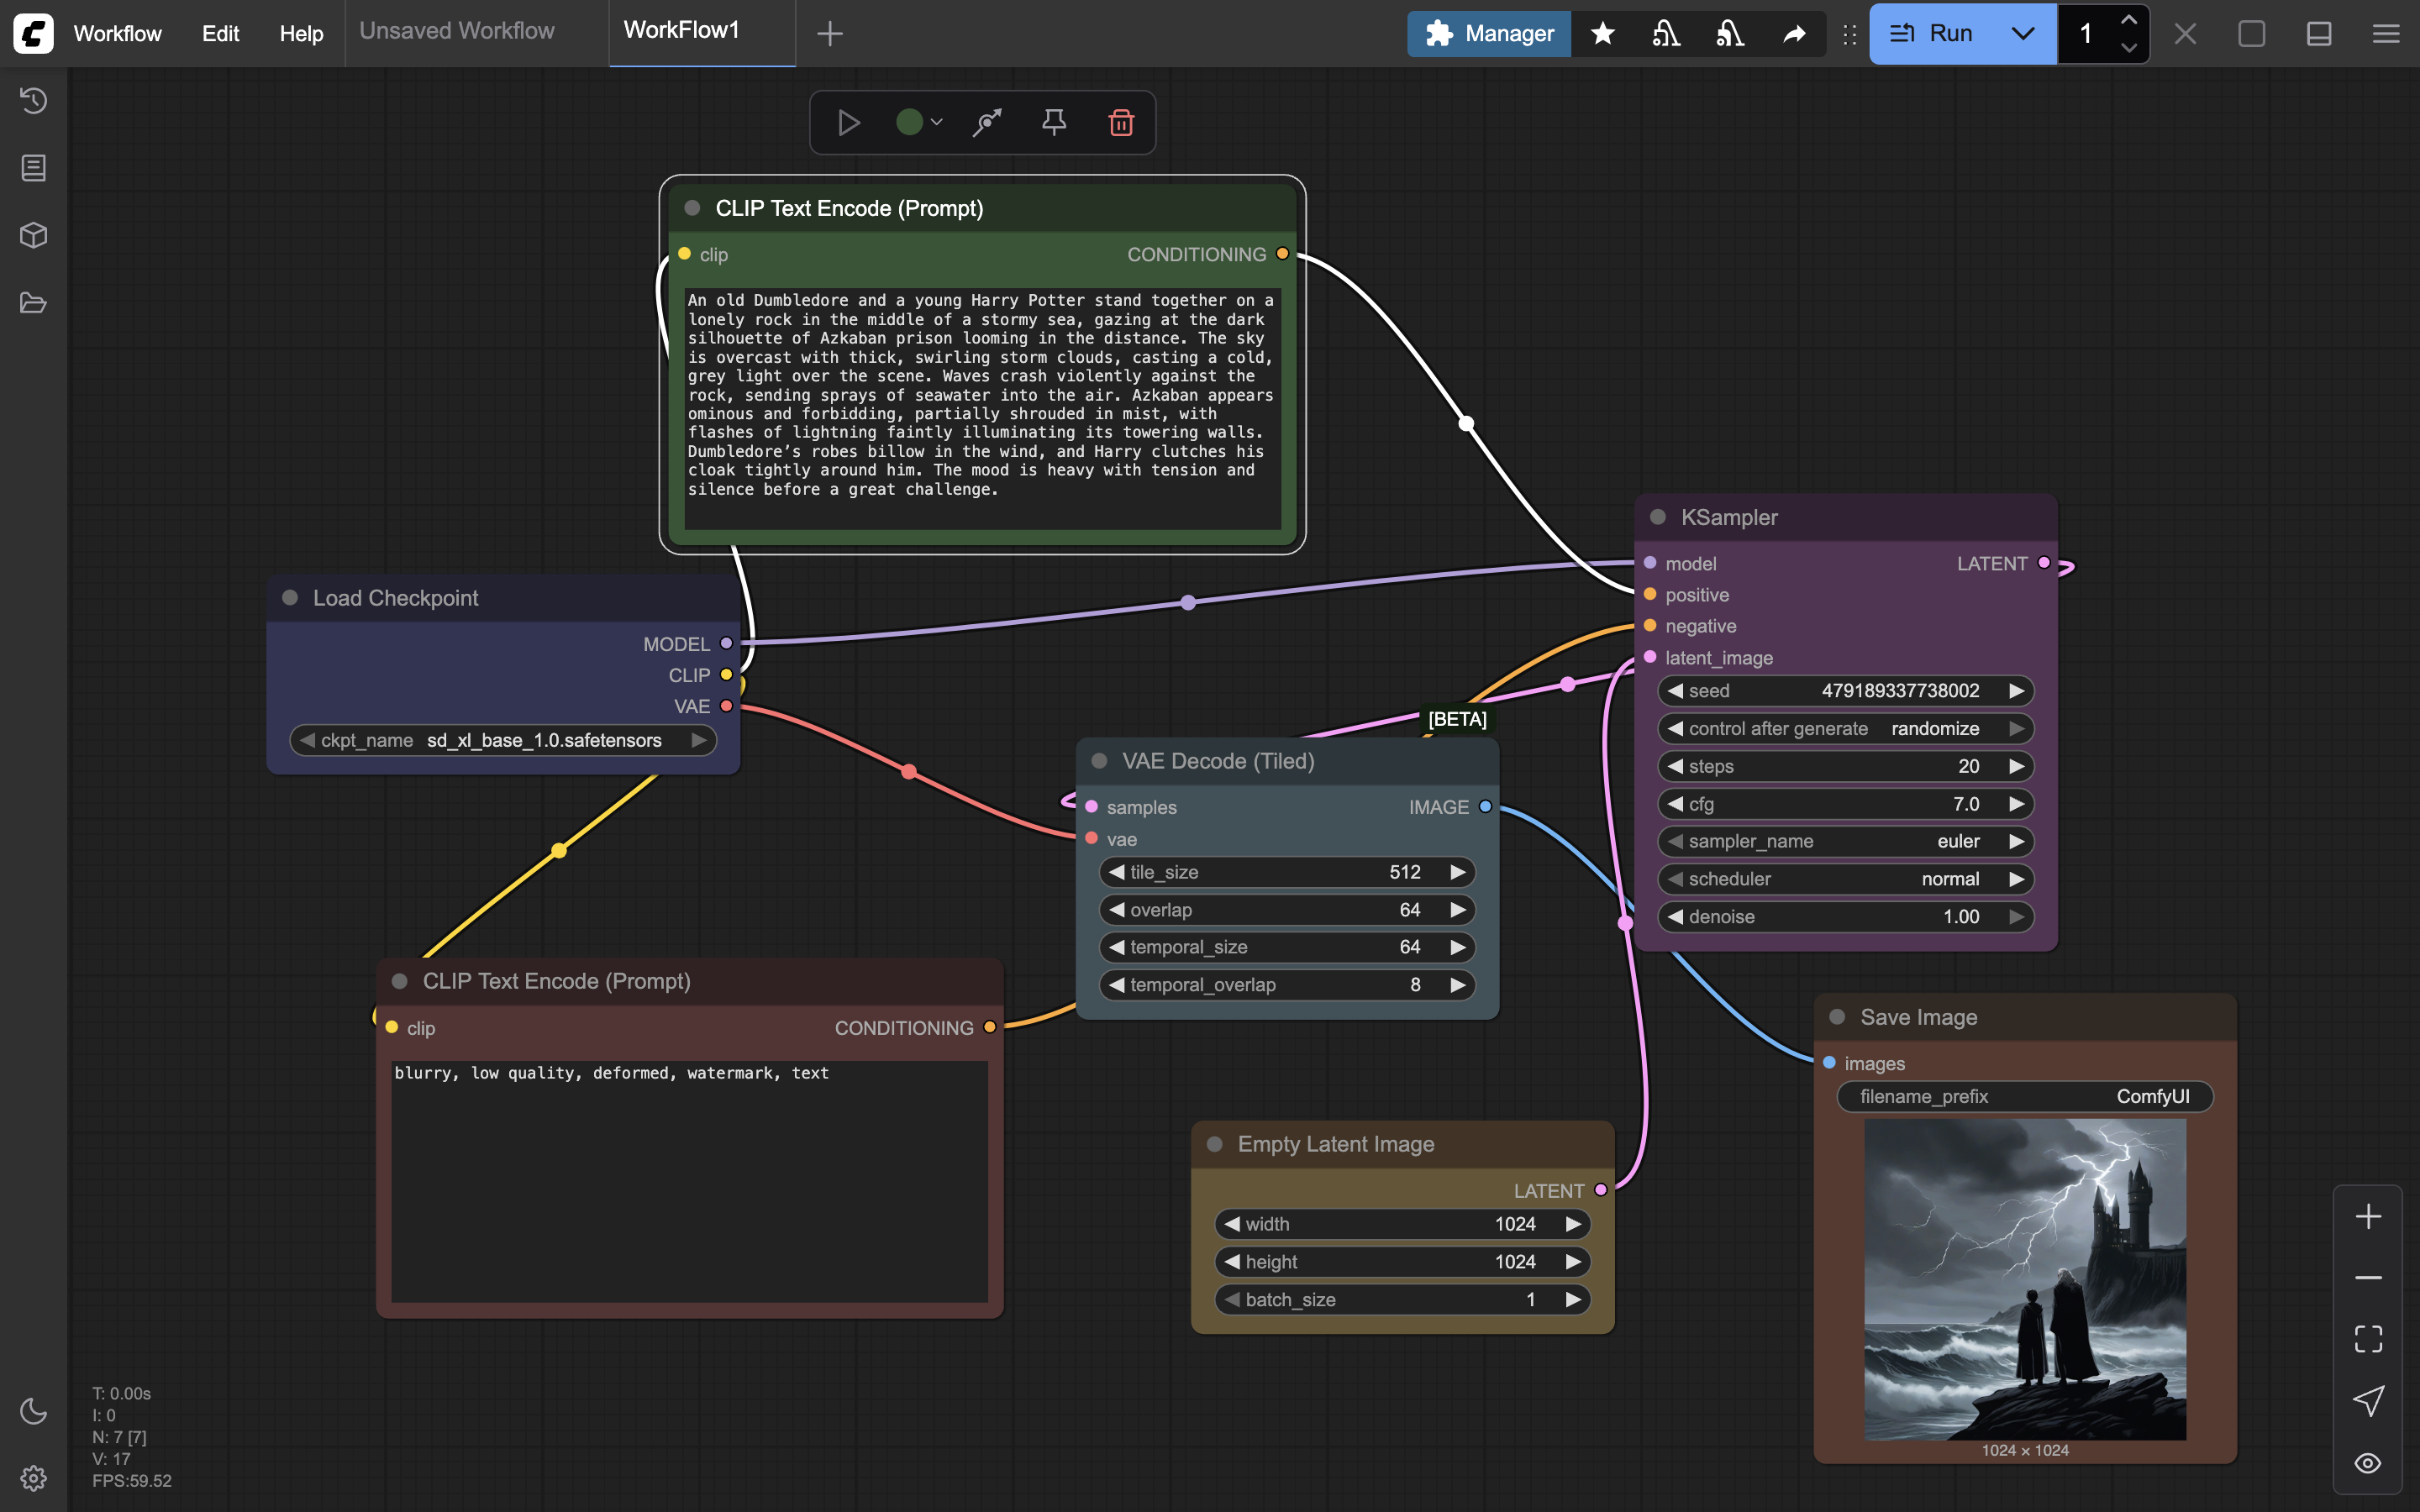 Workflow Edit Help Unsaved Workflow WorkFlow1 Manager Run 1
CLIP Text Encode (Prompt)
clip CONDITIONING
An old Dumbledore and a young Harry Potter stand together on a
lonely rock in the middle of a stormy sea, gazing at the dark
silhouette of Azkaban prison looming in the distance. The sky
is overcast with thick, swirling storm clouds, casting a cold,
grey light over the scene. Waves crash violently against the
rock, sending sprays of seawater into the air. Azkaban appears
ominous and forbidding, partially shrouded in mist, with
flashes of lightning faintly illuminating its towering walls.
Dumbledore’s robes billow in the wind, and Harry clutches his
cloak tightly around him. The mood is heavy with tension and
silence before a great challenge.
Load Checkpoint
MODEL
CLIP
VAE
ckpt_name sd_xl_base_1.0.safetensors
KSampler
model LATENT
positive
negative
latent_image
seed 479189337738002
control after generate randomize
steps 20
cfg 7.0
sampler_name euler
scheduler normal
denoise 1.00
[BETA]
VAE Decode (Tiled)
samples IMAGE
vae
tile_size 512
overlap 64
temporal_size 64
temporal_overlap 8
CLIP Text Encode (Prompt)
clip CONDITIONING
blurry, low quality, deformed, watermark, text
Empty Latent Image
LATENT
width 1024
height 1024
batch_size 1
Save Image
images
filename_prefix ComfyUI
1024 × 1024
T: 0.00s
I: 0
N: 7 [7]
V: 17
FPS:59.52